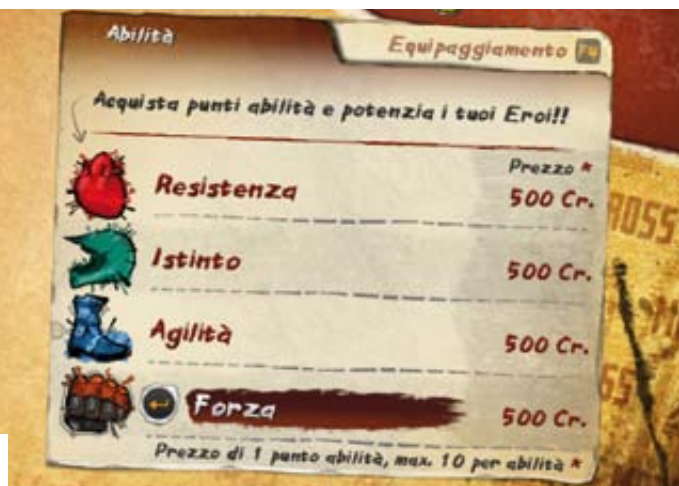 Abilità
Equipaggiamento
Acquista punti abilità e potenzia i tuoi Eroi!!
Prezzo *
Resistenza 500 Cr.
Istinto 500 Cr.
Agilità 500 Cr.
Forza 500 Cr.
Prezzo di 1 punto abilità, max. 10 per abilità *